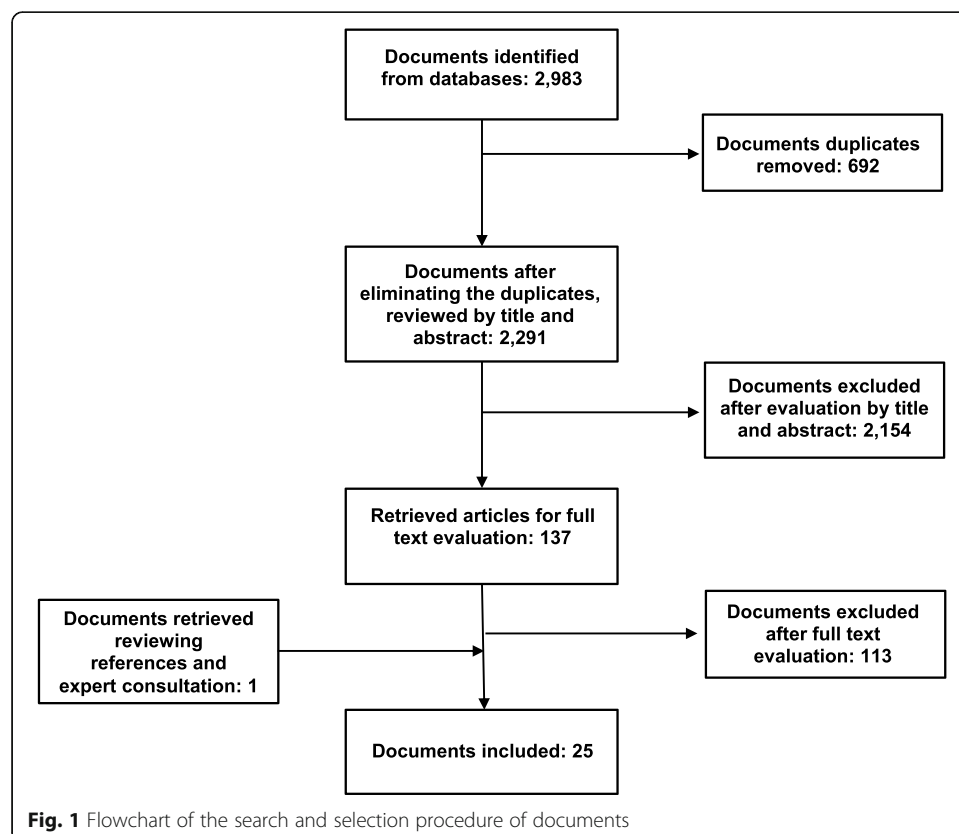 Documents identified
from databases: 2,983
Documents duplicates
removed: 692
Documents after
eliminating the duplicates,
reviewed by title and
abstract: 2,291
Documents excluded
after evaluation by title
and abstract: 2,154
Retrieved articles for full
text evaluation: 137
Documents retrieved
reviewing
references and
expert consultation: 1
Documents excluded
after full text
evaluation: 113
Documents included: 25
Fig. 1 Flowchart of the search and selection procedure of documents